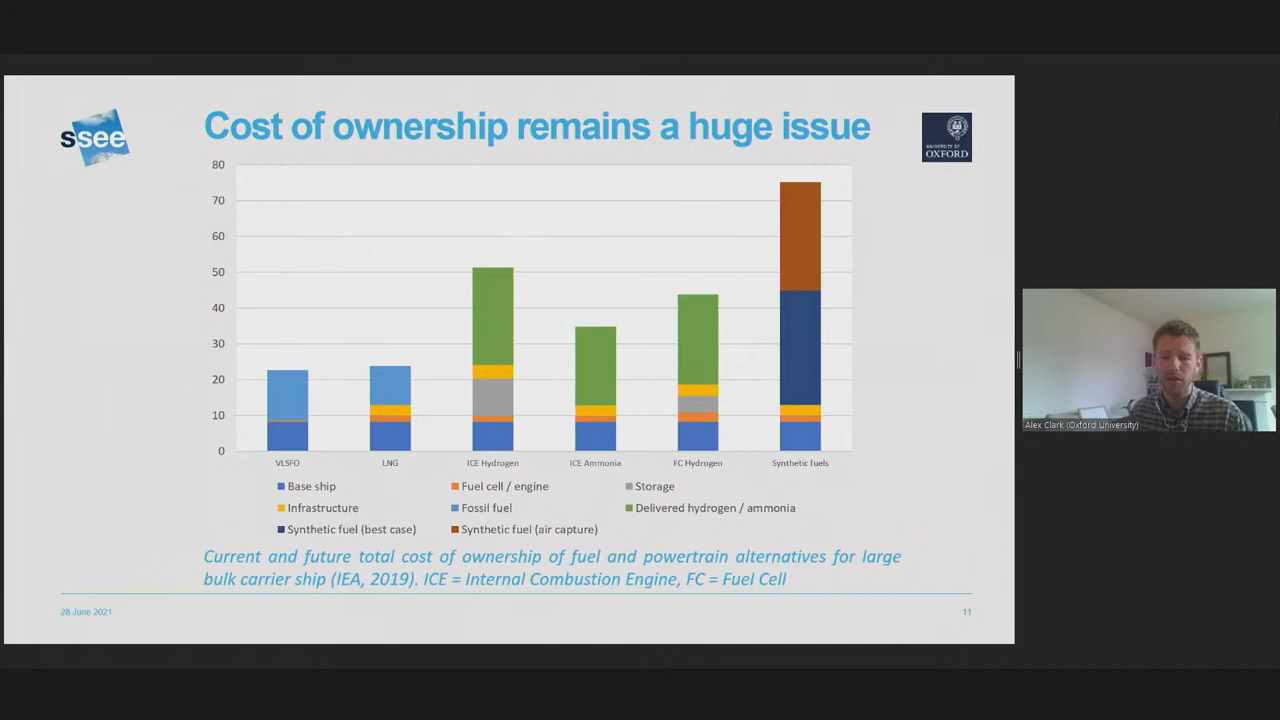 ssee
Cost of ownership remains a huge issue
UNIVERSITY OF
OXFORD
80
70
60
50
40
30
20
10
0
VLSFO
LNG
ICE Hydrogen
ICE Ammonia
FC Hydrogen
Synthetic fuels
Base ship
Fuel cell / engine
Storage
Infrastructure
Fossil fuel
Delivered hydrogen / ammonia
Synthetic fuel (best case)
Synthetic fuel (air capture)
Current and future total cost of ownership of fuel and powertrain alternatives for large
bulk carrier ship (IEA, 2019). ICE = Internal Combustion Engine, FC = Fuel Cell
28 June 2021
11
Alex Clark (Oxford University)